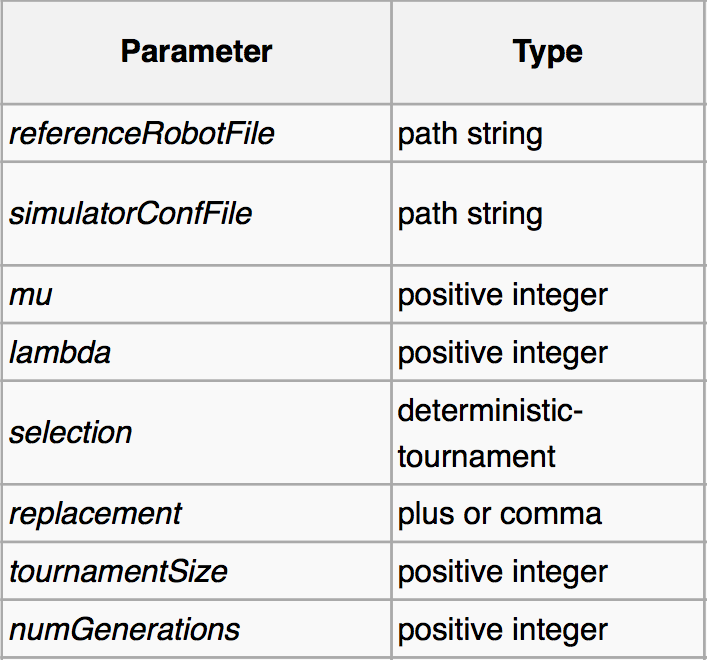 Parameter Type
referenceRobotFile path string
simulatorConfFile path string
mu positive integer
lambda positive integer
selection deterministic-
tournament
replacement plus or comma
tournamentSize positive integer
numGenerations positive integer